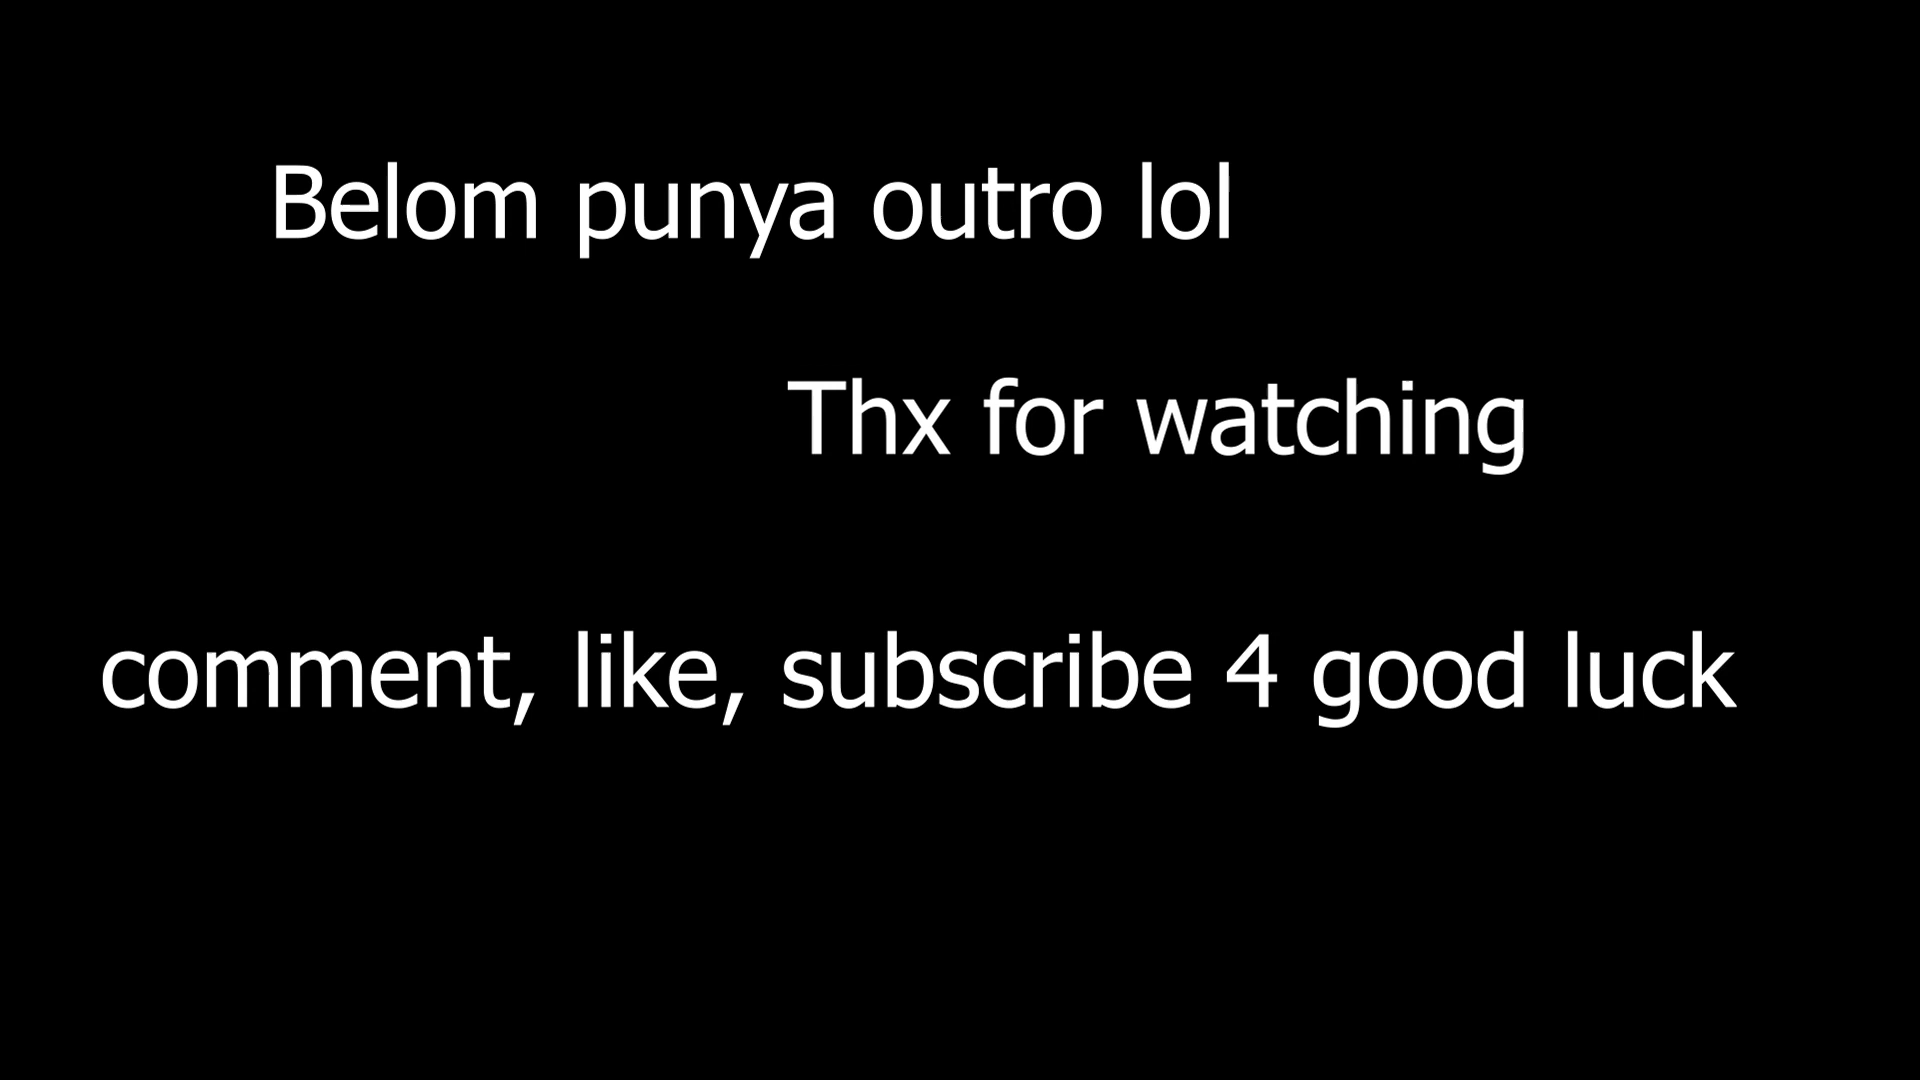 Belom punya outro lol
Thx for watching
comment, like, subscribe 4 good luck